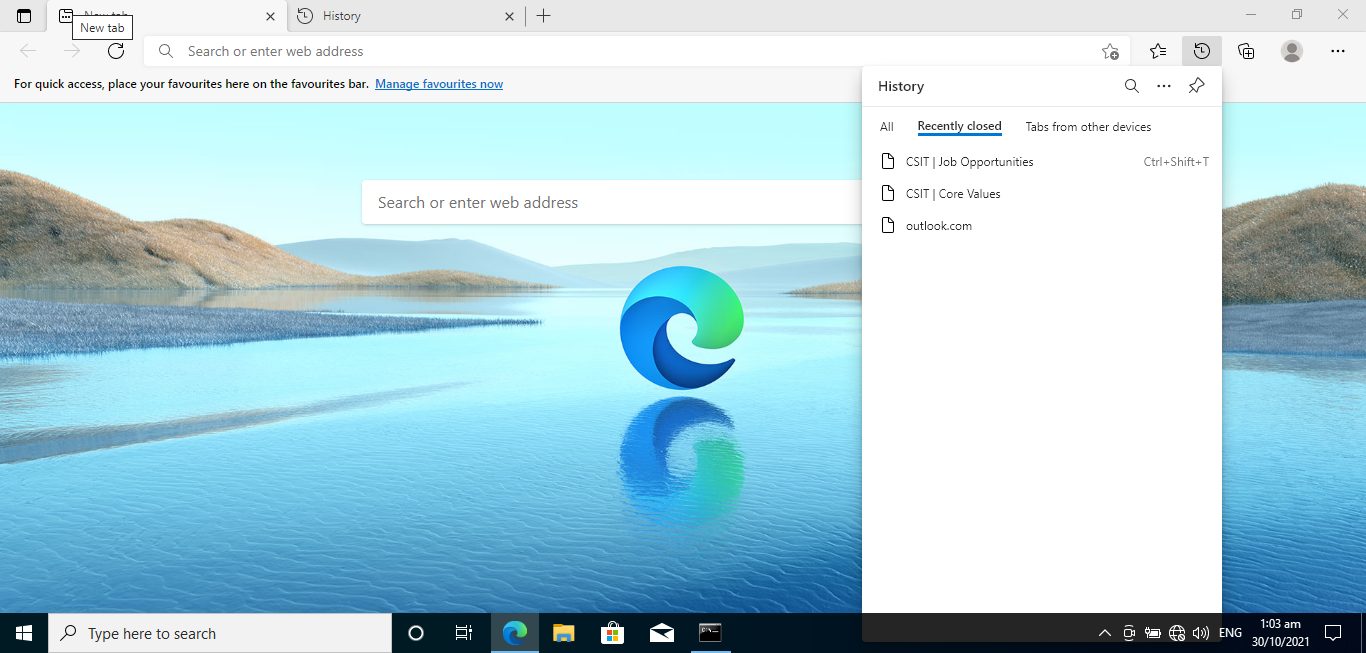 New tab
History
New tab
Search or enter web address
For quick access, place your favourites here on the favourites bar. Manage favourites now
Search or enter web address
History
All Recently closed Tabs from other devices
CSIT | Job Opportunities Ctrl+Shift+T
CSIT | Core Values
outlook.com
Type here to search
ENG
1:03 am
30/10/2021